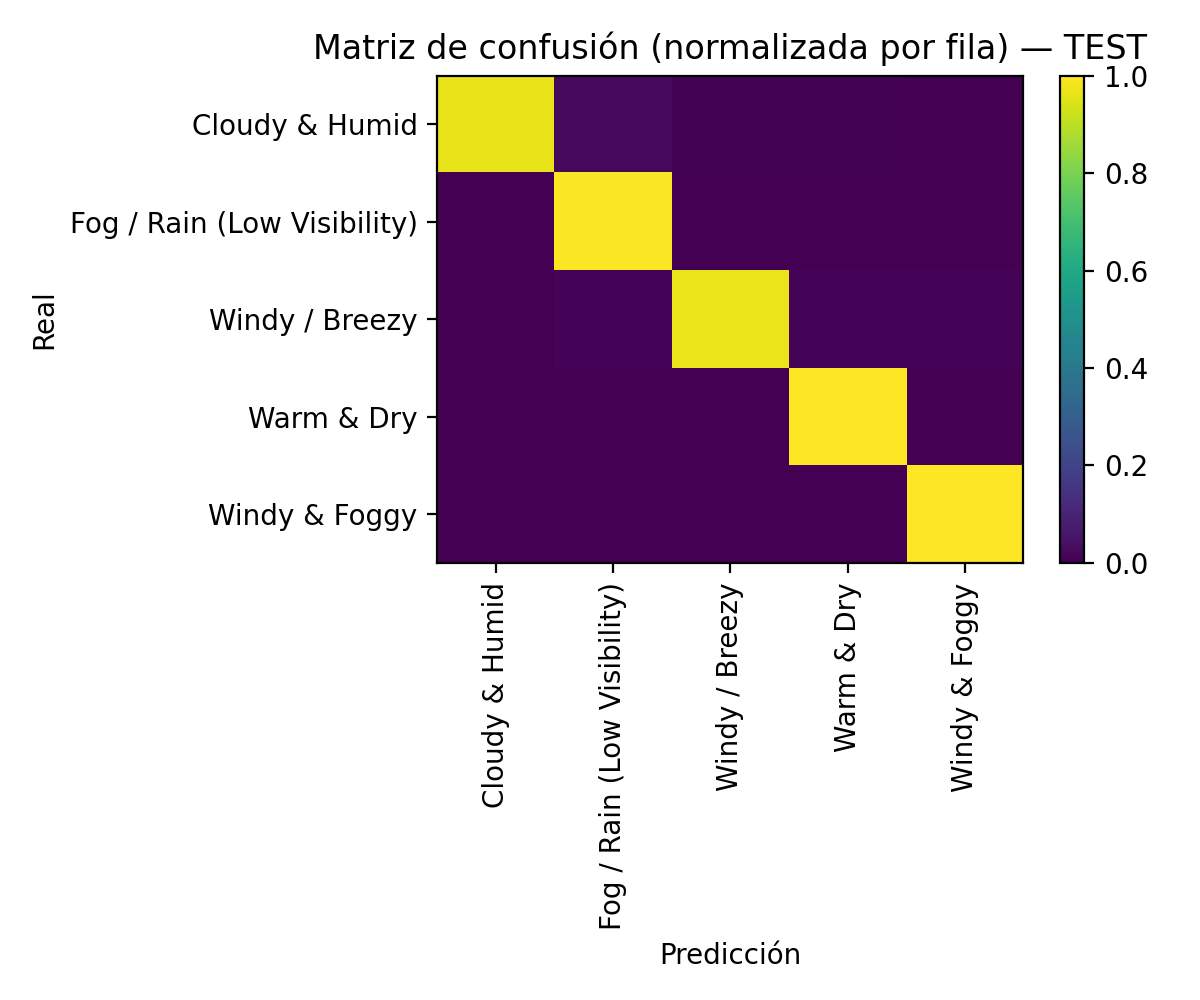 Matriz de confusión (normalizada por fila) — TEST
Cloudy & Humid
Fog / Rain (Low Visibility)
Windy / Breezy
Warm & Dry
Windy & Foggy
Real
Cloudy & Humid
Fog / Rain (Low Visibility)
Windy / Breezy
Warm & Dry
Windy & Foggy
Predicción
1.0
0.8
0.6
0.4
0.2
0.0